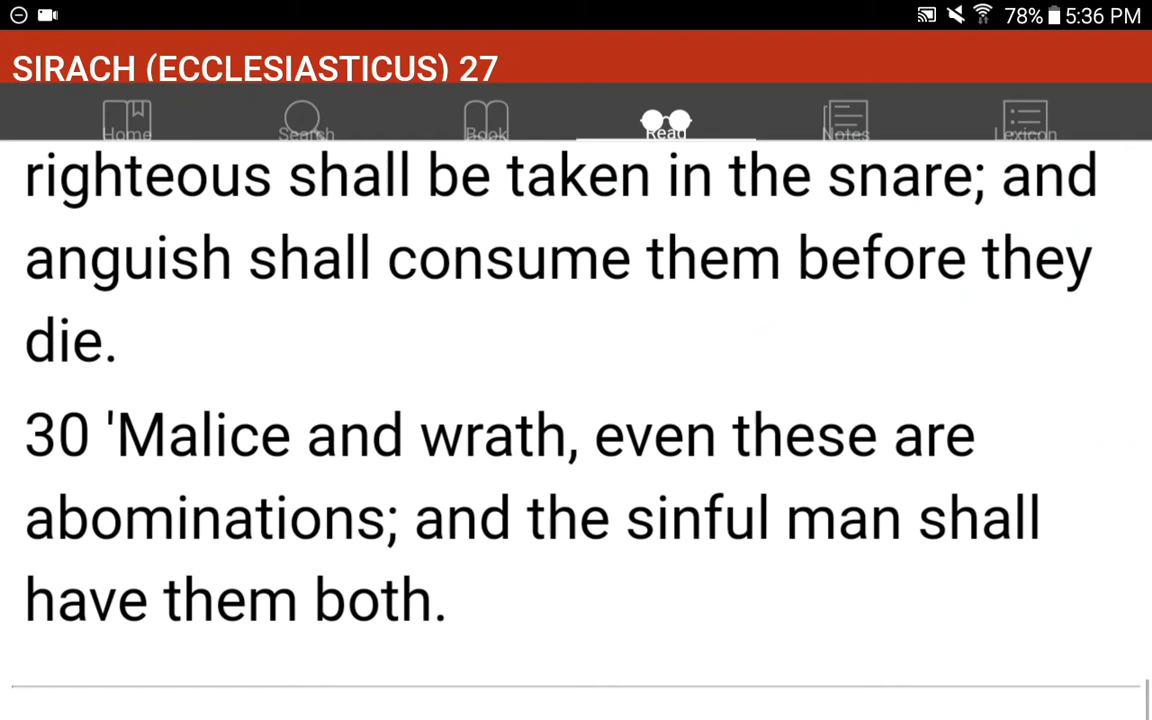 78% 5:36 PM
SIRACH (ECCLESIASTICUS) 27
Home Search Book Read Notes Lexicon
righteous shall be taken in the snare; and
anguish shall consume them before they
die.
30 'Malice and wrath, even these are
abominations; and the sinful man shall
have them both.